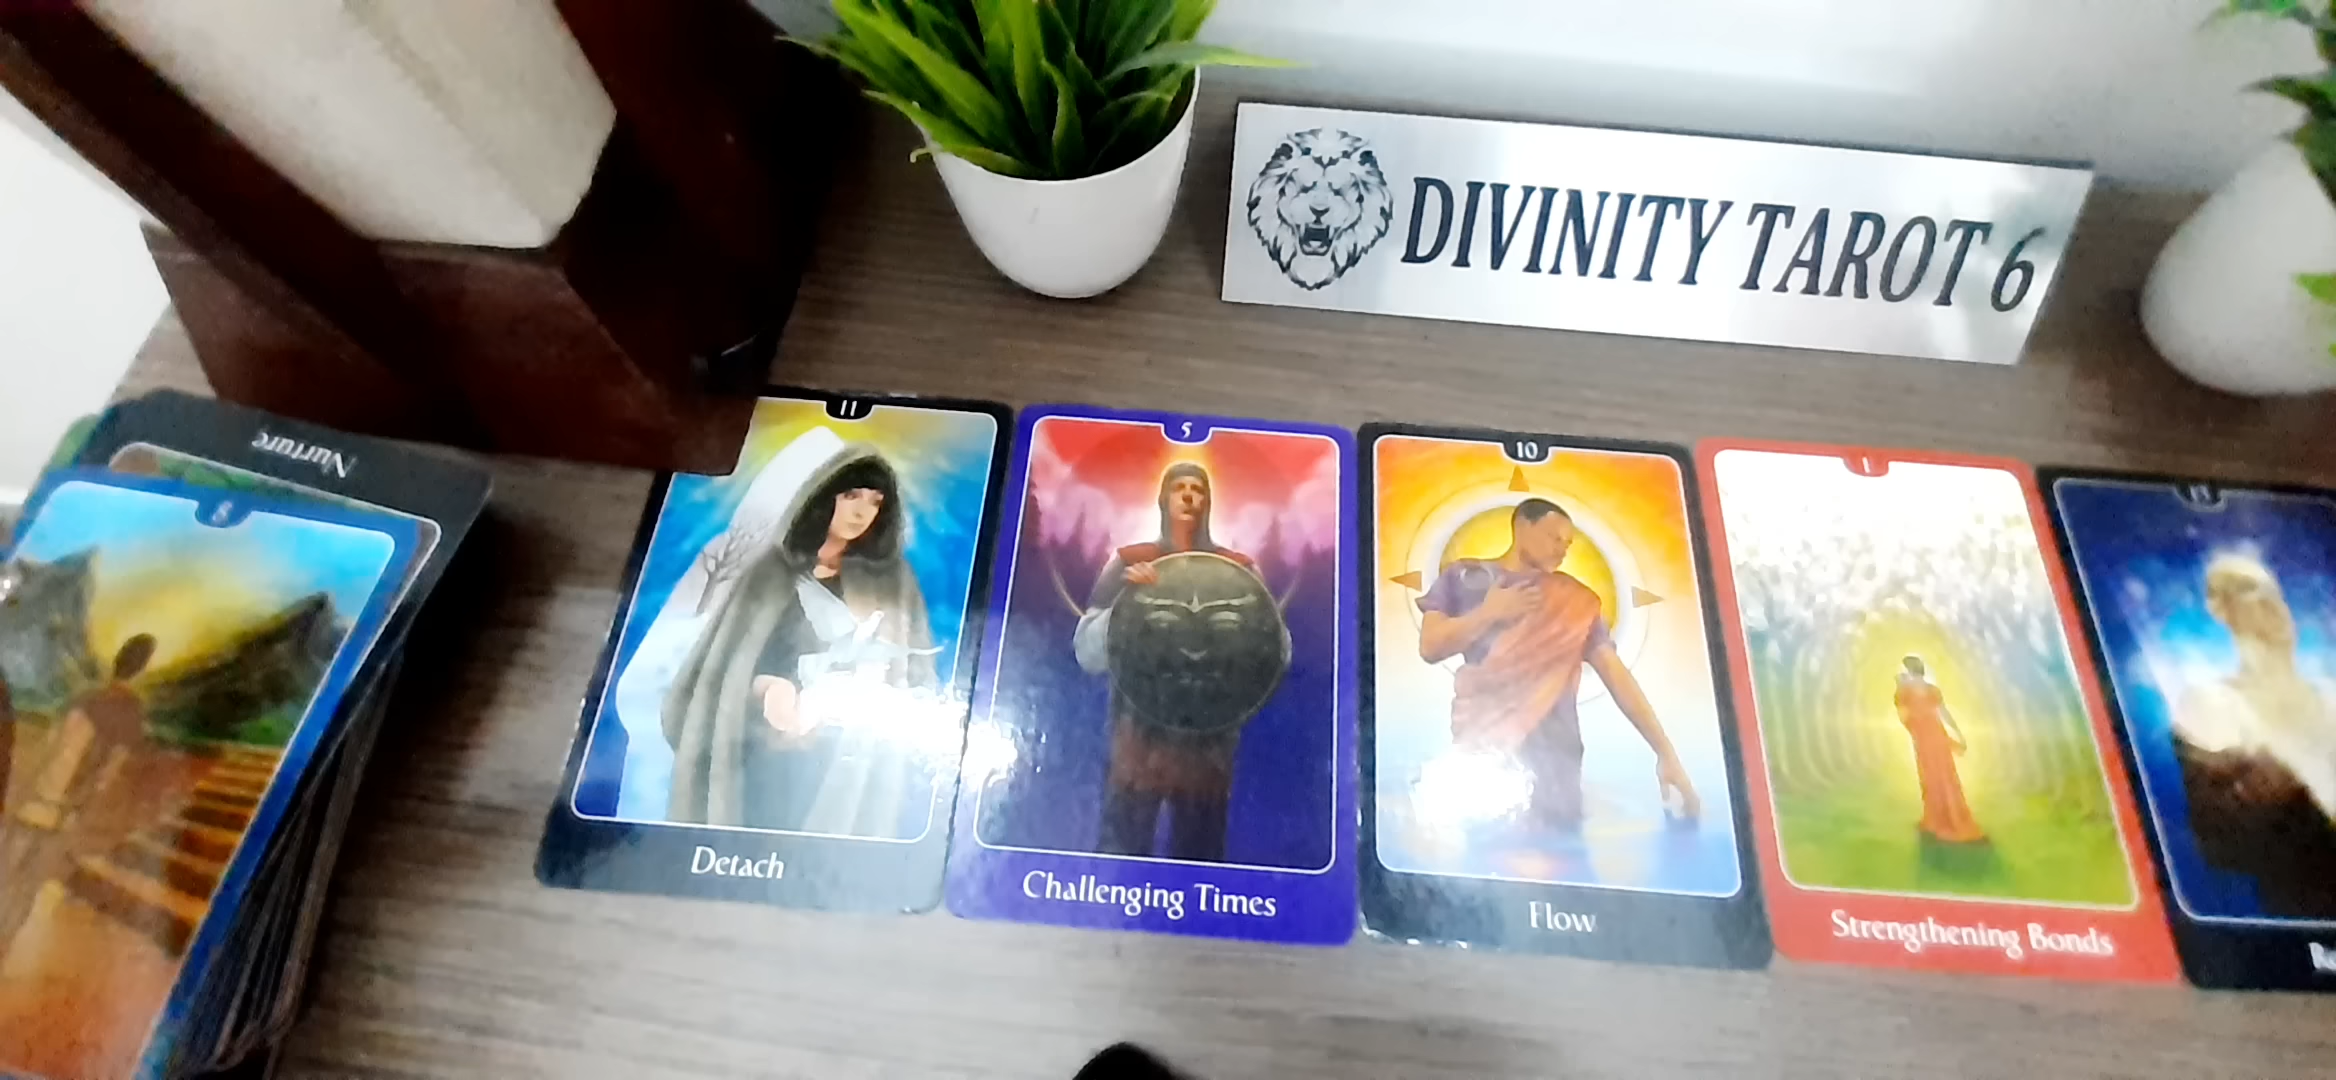 DIVINITY TAROT 6
Nurture
8
11
Detach
5
Challenging Times
10
Flow
1
Strengthening Bonds